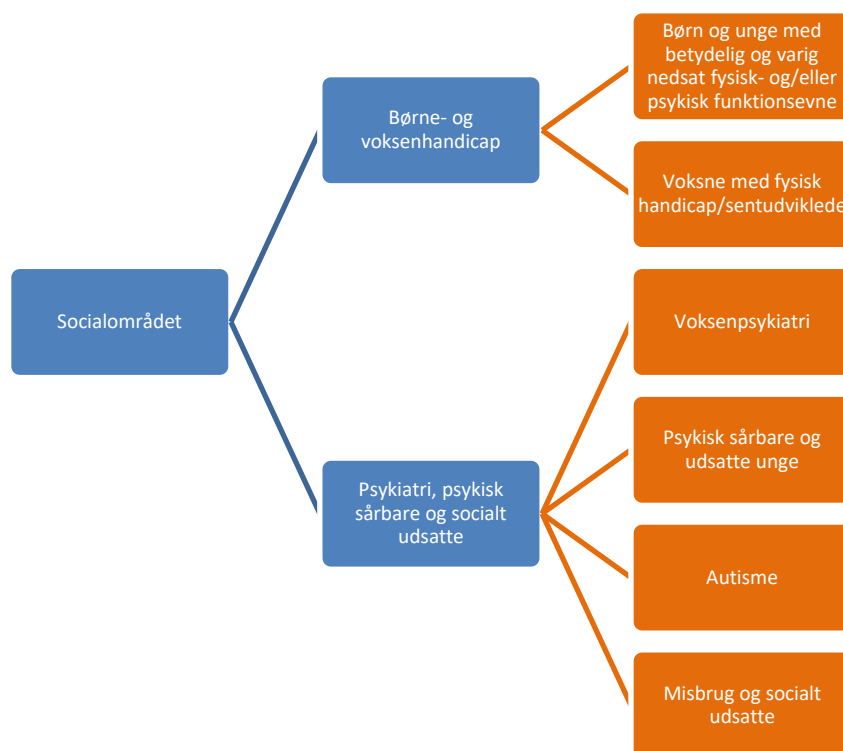 Socialområdet
Børne- og
voksenhandicap
Børn og unge med
betydelig og varig
nedsat fysisk- og/eller
psykisk funktionsevne
Voksne med fysisk
handicap/sentudviklede
Psykiatri, psykisk
sårbare og socialt
udsatte
Voksenpsykiatri
Psykisk sårbare og
udsatte unge
Autisme
Misbrug og socialt
udsatte